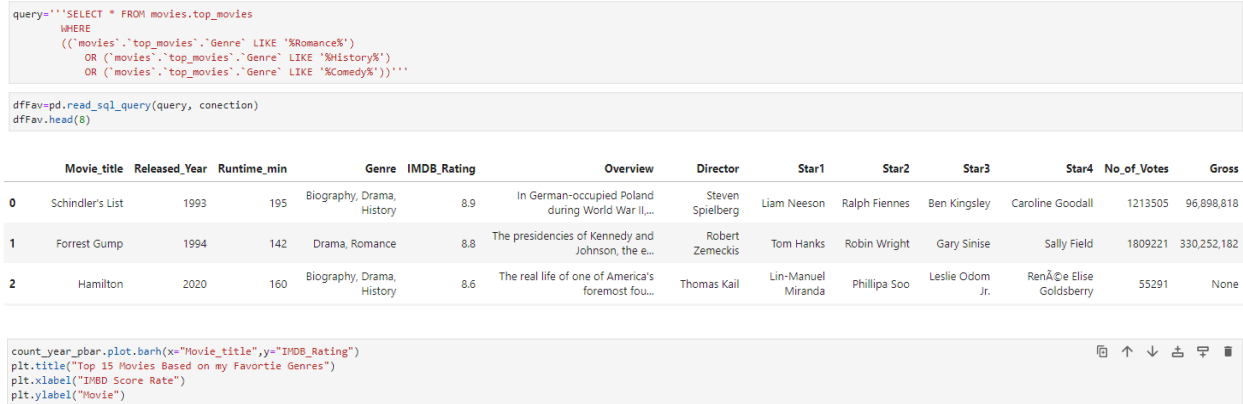 query='''SELECT * FROM movies.top_movies
WHERE
((`movies`.`top_movies`.`Genre` LIKE '%Romance%')
OR (`movies`.`top_movies`.`Genre` LIKE '%History%')
OR (`movies`.`top_movies`.`Genre` LIKE '%Comedy%'))'''
dfFav=pd.read_sql_query(query, conection)
dfFav.head(8)
Movie_title Released_Year Runtime_min Genre IMDB_Rating Overview Director Star1 Star2 Star3 Star4 No_of_Votes Gross
0 Schindler's List 1993 195 Biography, Drama, History 8.9 In German-occupied Poland during World War II,... Steven Spielberg Liam Neeson Ralph Fiennes Ben Kingsley Caroline Goodall 1213505 96,898,818
1 Forrest Gump 1994 142 Drama, Romance 8.8 The presidencies of Kennedy and Johnson, the e... Robert Zemeckis Tom Hanks Robin Wright Gary Sinise Sally Field 1809221 330,252,182
2 Hamilton 2020 160 Biography, Drama, History 8.6 The real life of one of America's foremost fou... Thomas Kail Lin-Manuel Miranda Phillipa Soo Leslie Odom Jr. RenÃ©e Elise Goldsberry 55291 None
count_year_pbar.plot.barh(x="Movie_title",y="IMDB_Rating")
plt.title("Top 15 Movies Based on my Favortie Genres")
plt.xlabel("IMBD Score Rate")
plt.ylabel("Movie")